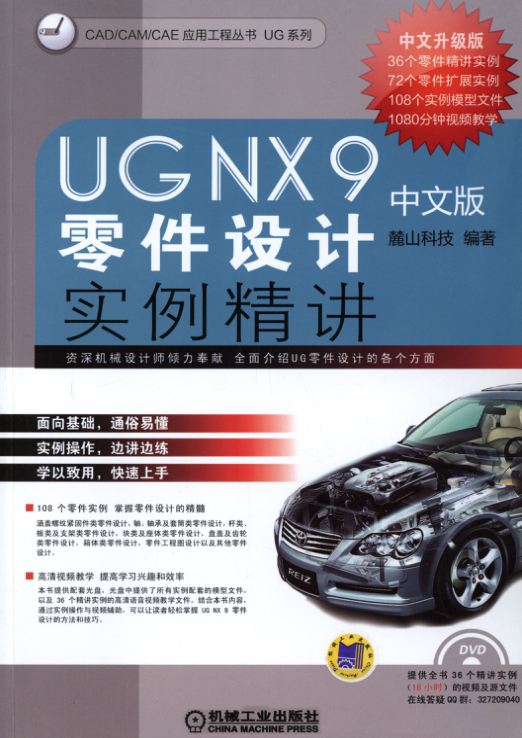 CAD/CAM/CAE 应用工程丛书 UG 系列
中文升级版
36个零件精讲实例
72个零件扩展实例
108个实例模型文件
1080分钟视频教学
UG NX 9
中文版
零件设计
麓山科技 编著
实例精讲
资深机械设计师倾力奉献 全面介绍UG零件设计的各个方面
面向基础，通俗易懂
实例操作，边讲边练
学以致用，快速上手
108 个零件实例 掌握零件设计的精髓
涵盖螺纹紧固件类零件设计、轴、轴承及套筒类零件设计、杆类、
板类及支架类零件设计、块类及座体类零件设计、盘盖及齿轮
类零件设计、箱体类零件设计、零件工程图设计以及其他零件
设计。
高清视频教学 提高学习兴趣和效率
本书提供配套光盘，光盘中提供了所有实例配套的模型文件，
以及 36 个精讲实例的高清语音视频教学文件。结合本书内容，
通过实例操作与视频辅助，可以让读者轻松掌握 UG NX 9 零件
设计的方法和技巧。
REIZ
DVD
提供全书 36 个精讲实例
（18 小时）的视频及源文件
在线答疑 QQ 群：327209040
机械工业出版社
CHINA MACHINE PRESS